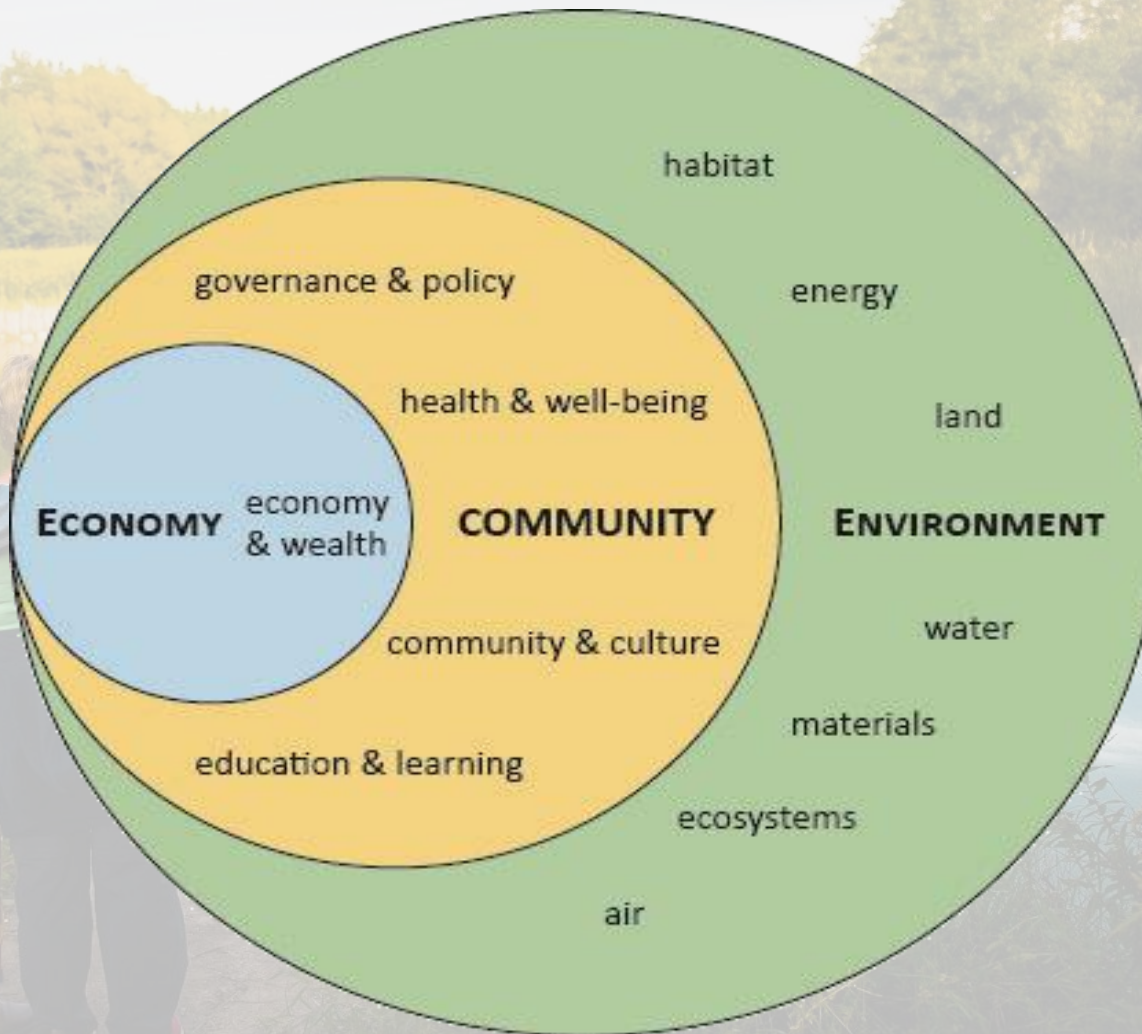 habitat
governance & policy
energy
health & well-being
land
ECONOMY
economy
& wealth
COMMUNITY
ENVIRONMENT
water
community & culture
materials
education & learning
ecosystems
air